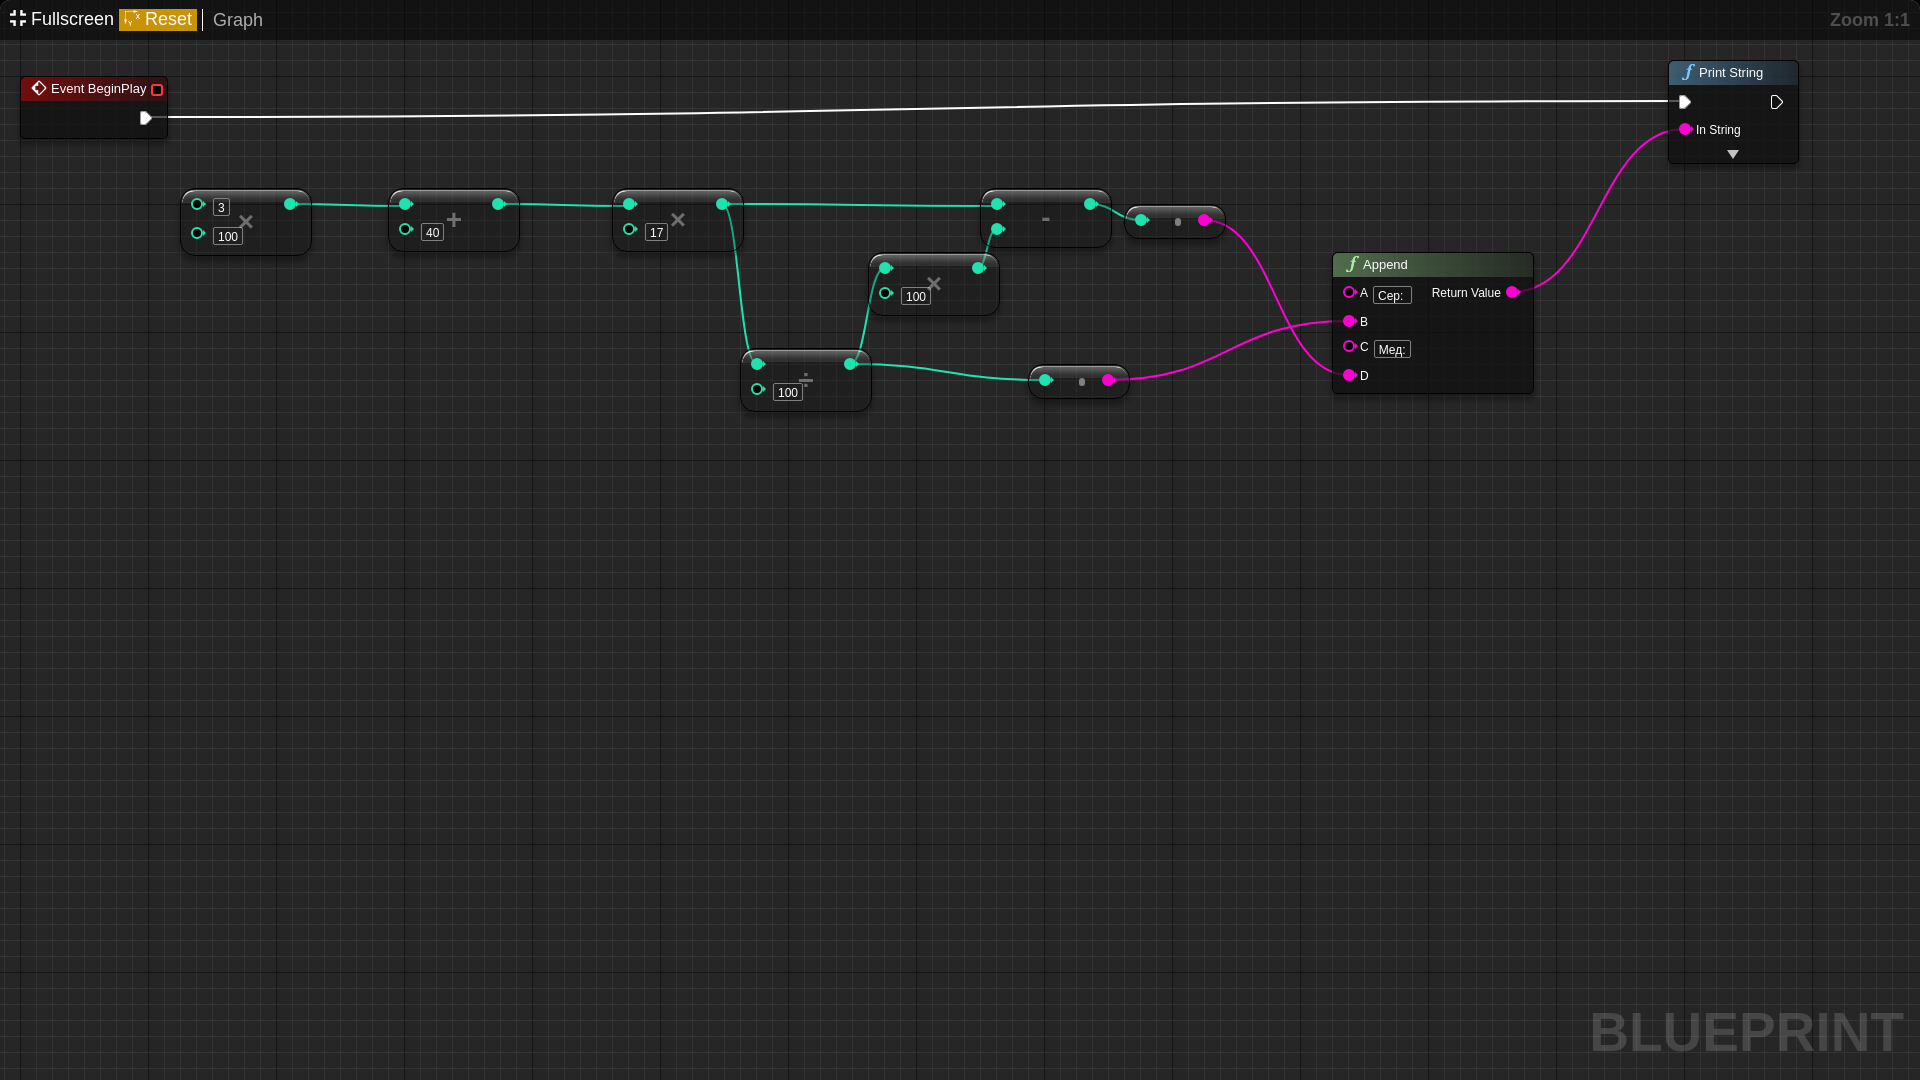 Fullscreen Reset Graph
Zoom 1:1
Event BeginPlay
Print String
In String
3
100
×
40
+
17
×
-
100
×
100
÷
Append
A Сер: Return Value
B
C Мед:
D
BLUEPRINT